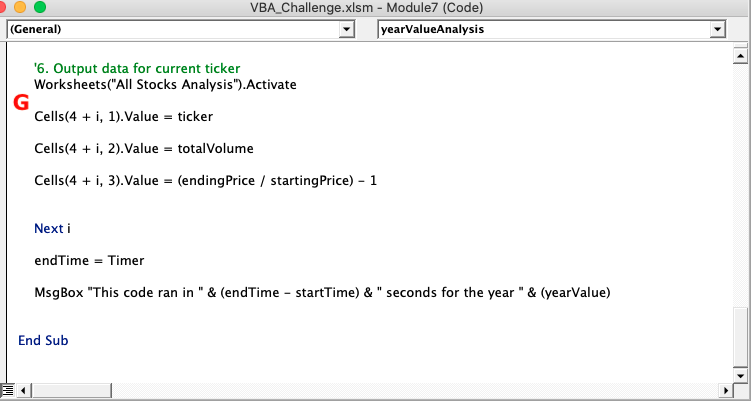 VBA_Challenge.xlsm - Module7 (Code)
(General)
yearValueAnalysis
'6. Output data for current ticker
Worksheets("All Stocks Analysis").Activate
G
Cells(4 + i, 1).Value = ticker
Cells(4 + i, 2).Value = totalVolume
Cells(4 + i, 3).Value = (endingPrice / startingPrice) - 1
Next i
endTime = Timer
MsgBox "This code ran in " & (endTime - startTime) & " seconds for the year " & (yearValue)
End Sub